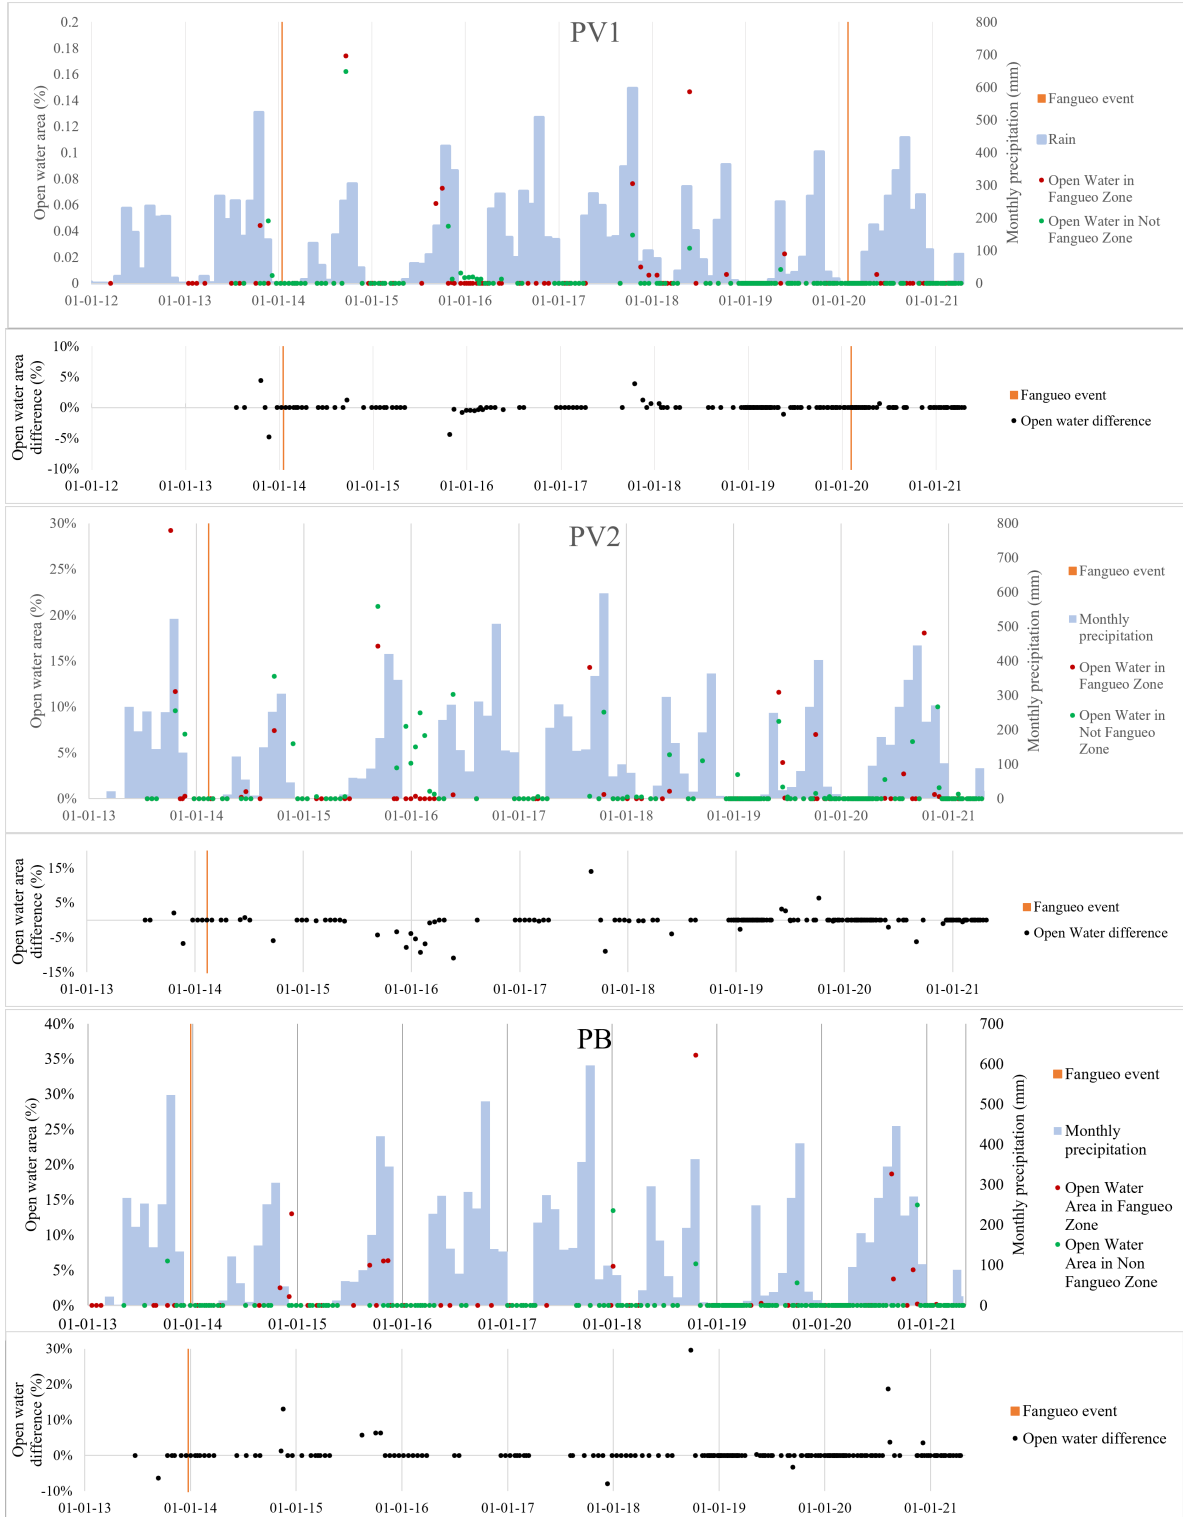 PV1
Open water area (%)
0.2
0.18
0.16
0.14
0.12
0.1
0.08
0.06
0.04
0.02
0
800
700
600
500
400
300
200
100
0
Monthly precipitation (mm)
01-01-12 01-01-13 01-01-14 01-01-15 01-01-16 01-01-17 01-01-18 01-01-19 01-01-20 01-01-21
Fangueo event
Rain
Open Water in
Fangueo Zone
Open Water in Not
Fangueo Zone
Open water area
difference (%)
10%
5%
0%
-5%
-10%
01-01-12 01-01-13 01-01-14 01-01-15 01-01-16 01-01-17 01-01-18 01-01-19 01-01-20 01-01-21
Fangueo event
Open water difference
PV2
Open water area (%)
30%
25%
20%
15%
10%
5%
0%
800
700
600
500
400
300
200
100
0
Monthly precipitation (mm)
01-01-13 01-01-14 01-01-15 01-01-16 01-01-17 01-01-18 01-01-19 01-01-20 01-01-21
Fangueo event
Monthly
precipitation
Open Water in
Fangueo Zone
Open Water in
Not Fangueo
Zone
Open water area
difference (%)
15%
5%
-5%
-15%
01-01-13 01-01-14 01-01-15 01-01-16 01-01-17 01-01-18 01-01-19 01-01-20 01-01-21
Fangueo event
Open Water difference
PB
Open water area (%)
40%
35%
30%
25%
20%
15%
10%
5%
0%
700
600
500
400
300
200
100
0
Monthly precipitation (mm)
01-01-13 01-01-14 01-01-15 01-01-16 01-01-17 01-01-18 01-01-19 01-01-20 01-01-21
Fangueo event
Monthly
precipitation
Open Water
Area in Fangueo
Zone
Open Water
Area in Non
Fangueo Zone
Open water
difference (%)
30%
20%
10%
0%
-10%
01-01-13 01-01-14 01-01-15 01-01-16 01-01-17 01-01-18 01-01-19 01-01-20 01-01-21
Fangueo event
Open water difference